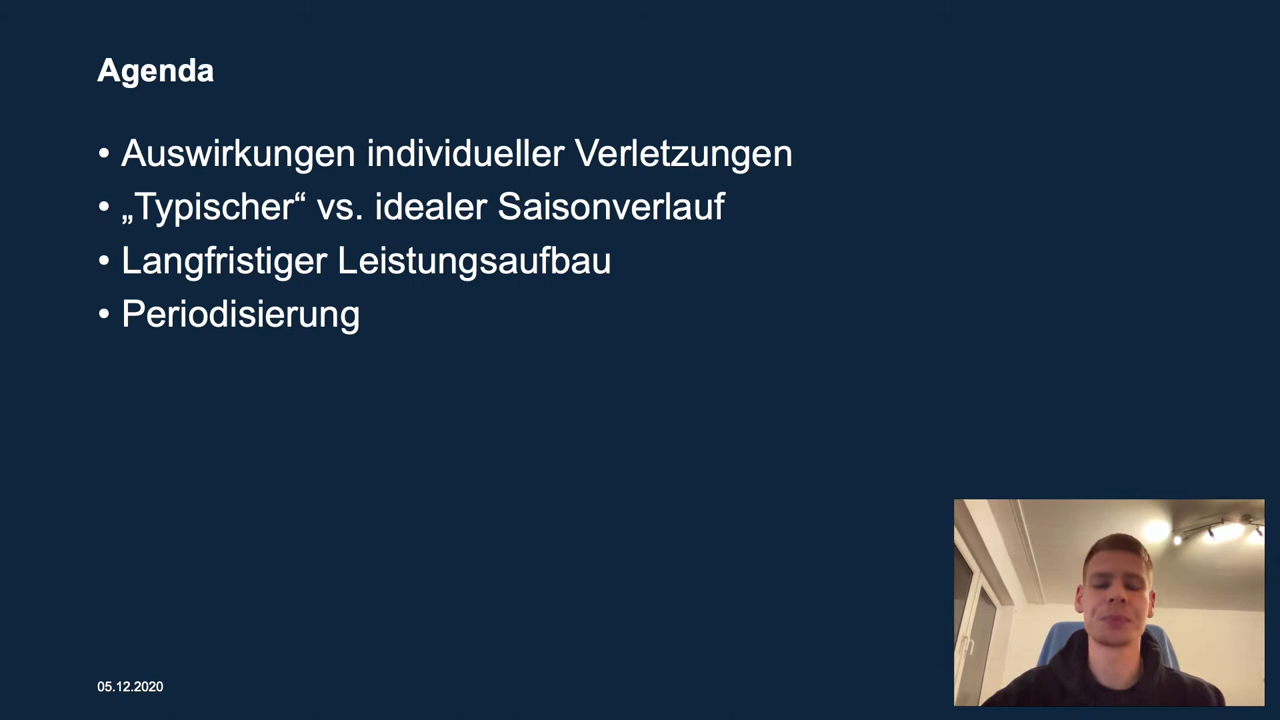 Agenda
• Auswirkungen individueller Verletzungen
• „Typischer“ vs. idealer Saisonverlauf
• Langfristiger Leistungsaufbau
• Periodisierung
05.12.2020